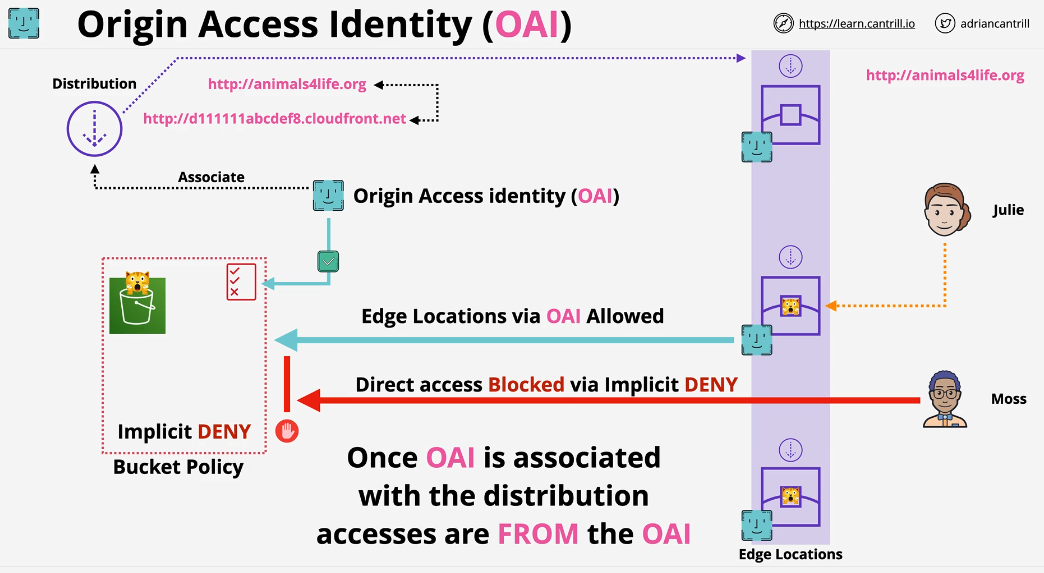 Origin Access Identity (OAI)
https://learn.cantrill.io
adriancantrill
Distribution
http://animals4life.org
http://d111111abcdef8.cloudfront.net
http://animals4life.org
Associate
Origin Access identity (OAI)
Julie
Edge Locations via OAI Allowed
Direct access Blocked via Implicit DENY
Moss
Implicit DENY
Bucket Policy
Once OAI is associated
with the distribution
accesses are FROM the OAI
Edge Locations